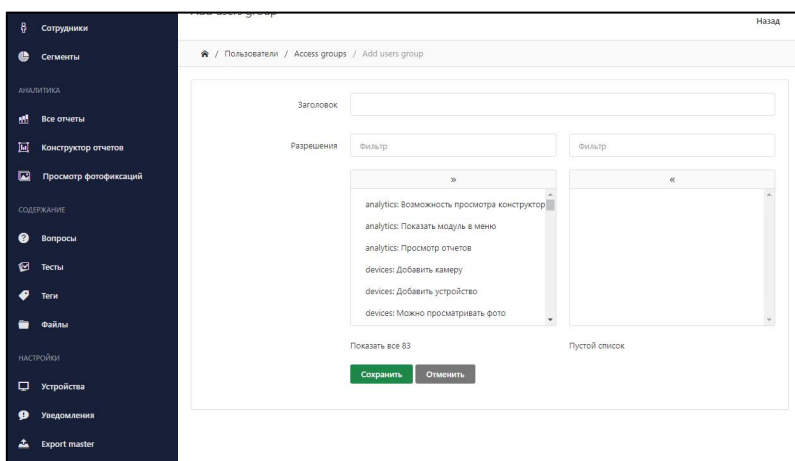 Сотрудники
Сегменты
АНАЛИТИКА
Все отчеты
Конструктор отчетов
Просмотр фотофиксаций
СОДЕРЖАНИЕ
Вопросы
Тесты
Теги
Файлы
НАСТРОЙКИ
Устройства
Уведомления
Export master
Add users group
Назад
/ Пользователи / Access groups / Add users group
Заголовок
Разрешения
Фильтр
Фильтр
»
«
analytics: Возможность просмотра конструктор
analytics: Показать модуль в меню
analytics: Просмотр отчетов
devices: Добавить камеру
devices: Добавить устройство
devices: Можно просматривать фото
Показать все 83
Пустой список
Сохранить
Отменить